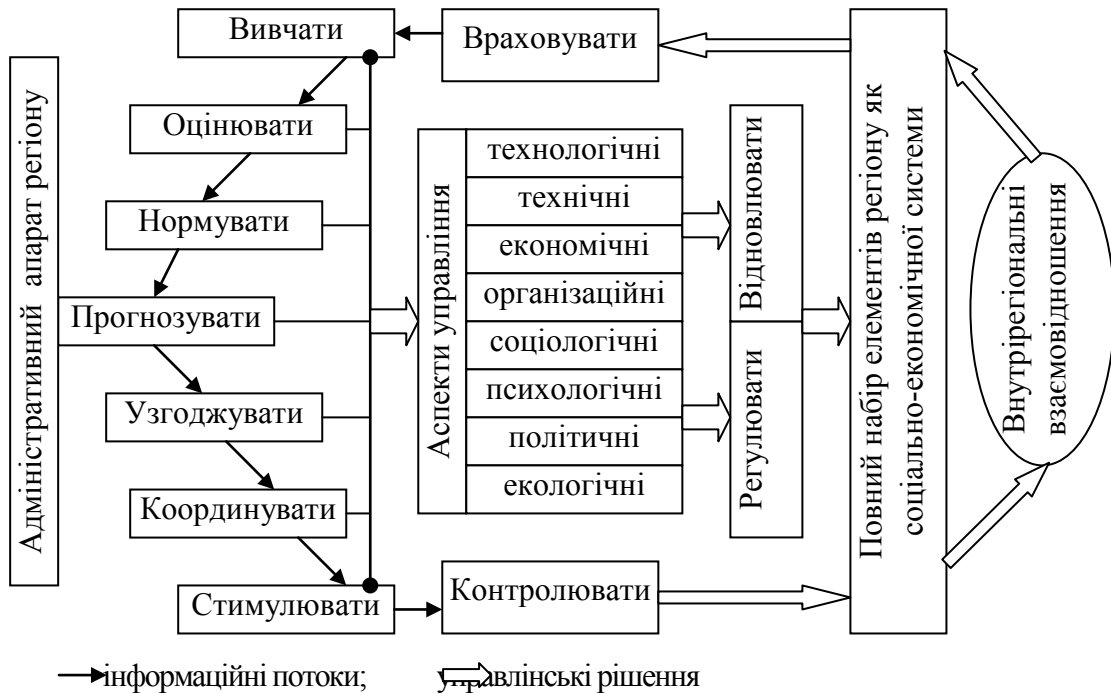 Адміністративний апарат регіону
Вивчати
Оцінювати
Нормувати
Прогнозувати
Узгоджувати
Координувати
Стимулювати
Враховувати
Контролювати
Аспекти управління
технологічні
технічні
економічні
організаційні
соціологічні
психологічні
політичні
екологічні
Відновлювати
Регулювати
Повний набір елементів регіону як
соціально-економічної системи
Внутрірегіональні
взаємовідношення
інформаційні потоки;
управлінські рішення